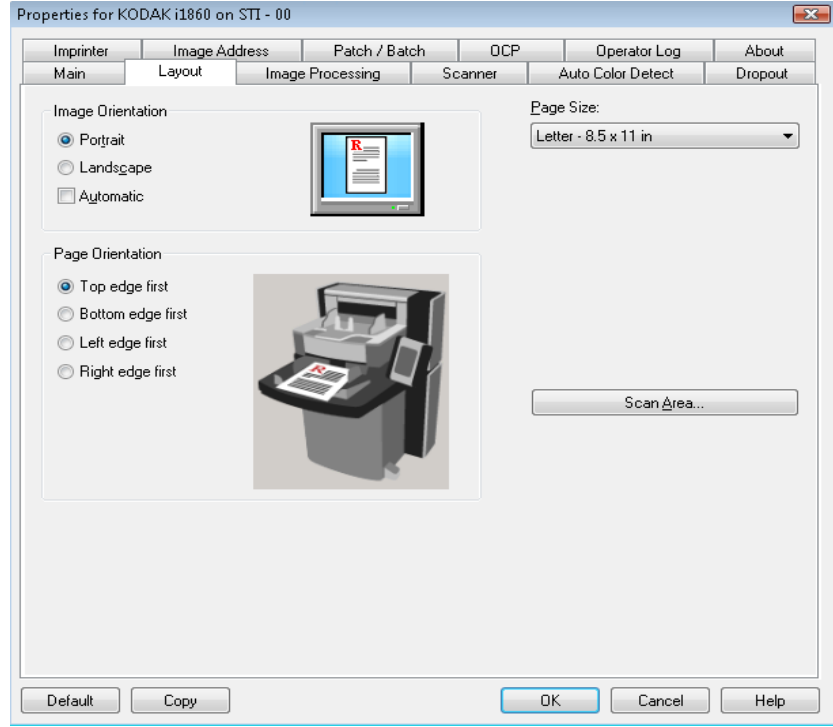 Properties for KODAK i1860 on STI - 00
Imprinter Image Address Patch / Batch OCP Operator Log About
Main Layout Image Processing Scanner Auto Color Detect Dropout
Image Orientation
Portrait
Landscape
Automatic
R
Page Size:
Letter - 8.5 x 11 in
Page Orientation
Top edge first
Bottom edge first
Left edge first
Right edge first
R
Scan Area...
Default Copy OK Cancel Help